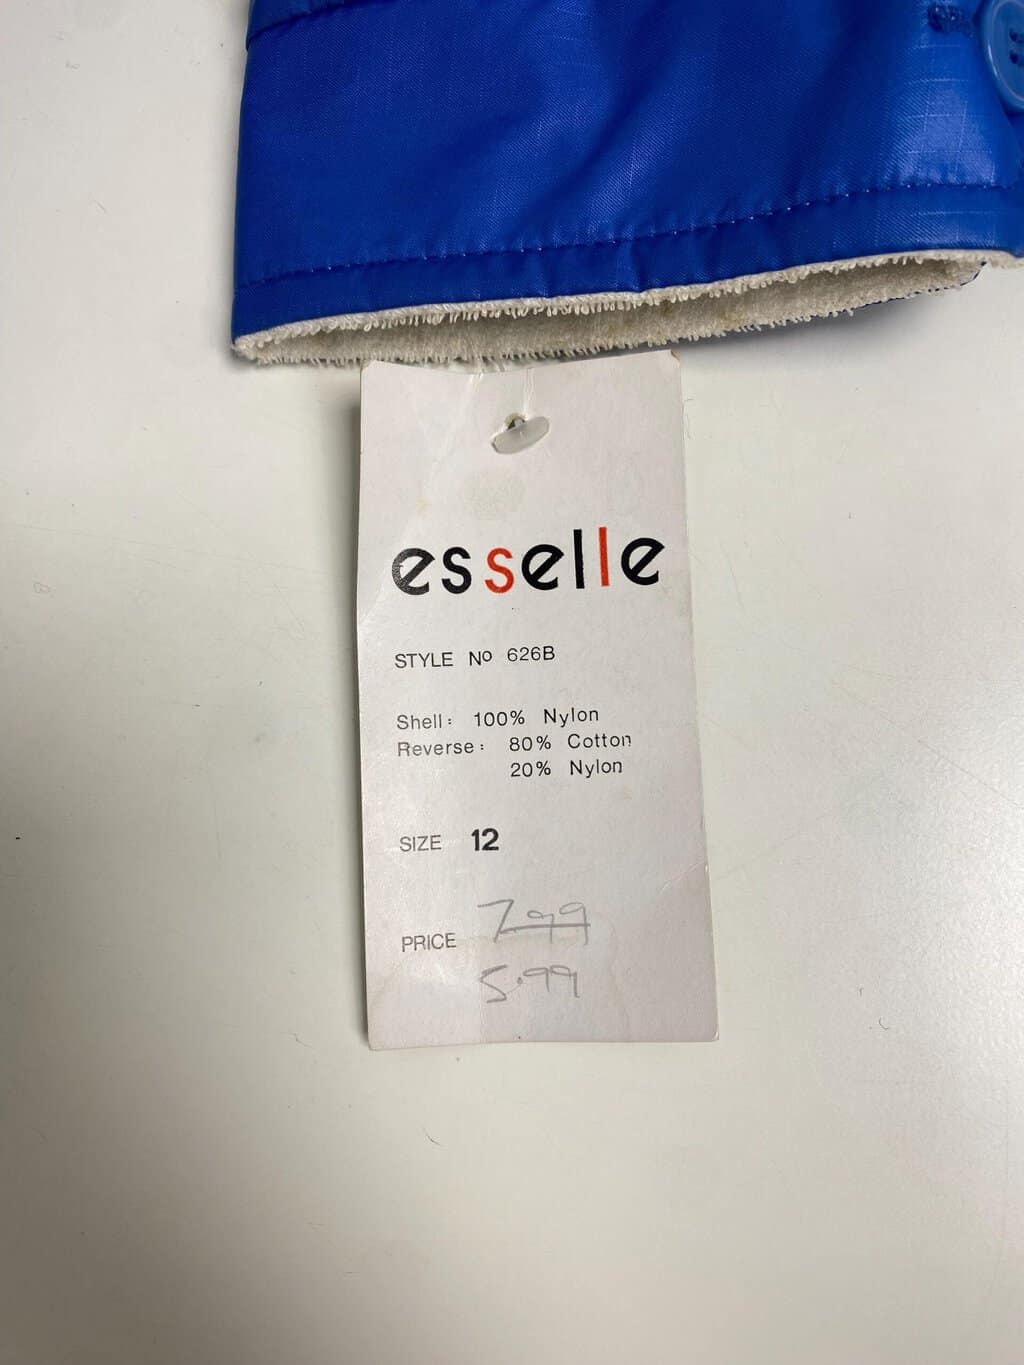 esselle
STYLE Nº 626B
Shell: 100% Nylon
Reverse: 80% Cotton
20% Nylon
SIZE 12
PRICE 7.99
5.99